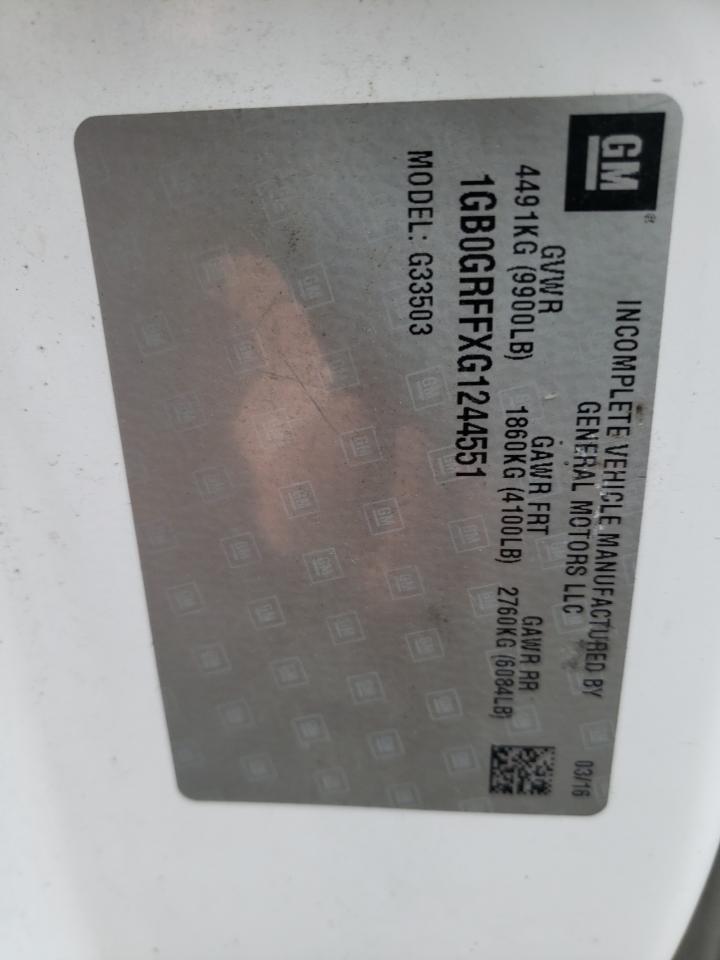 GM
INCOMPLETE VEHICLE MANUFACTURED BY
GENERAL MOTORS LLC
03/16
GVWR GAWR FRT GAWR RR
4491KG (9900LB) 1860KG (4100LB) 2760KG (6084LB)
1GB0GRFFXG1244551
MODEL: G33503